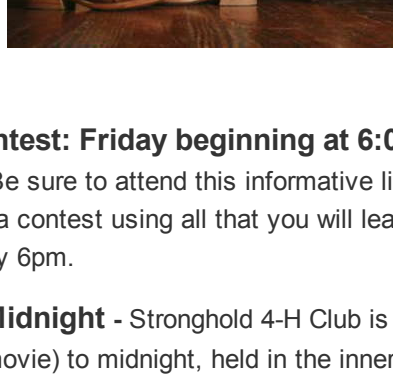 ntest: Friday beginning at 6:0
Be sure to attend this informative li
a contest using all that you will lea
y 6pm.
Midnight - Stronghold 4-H Club is
movie) to midnight, held in the inner